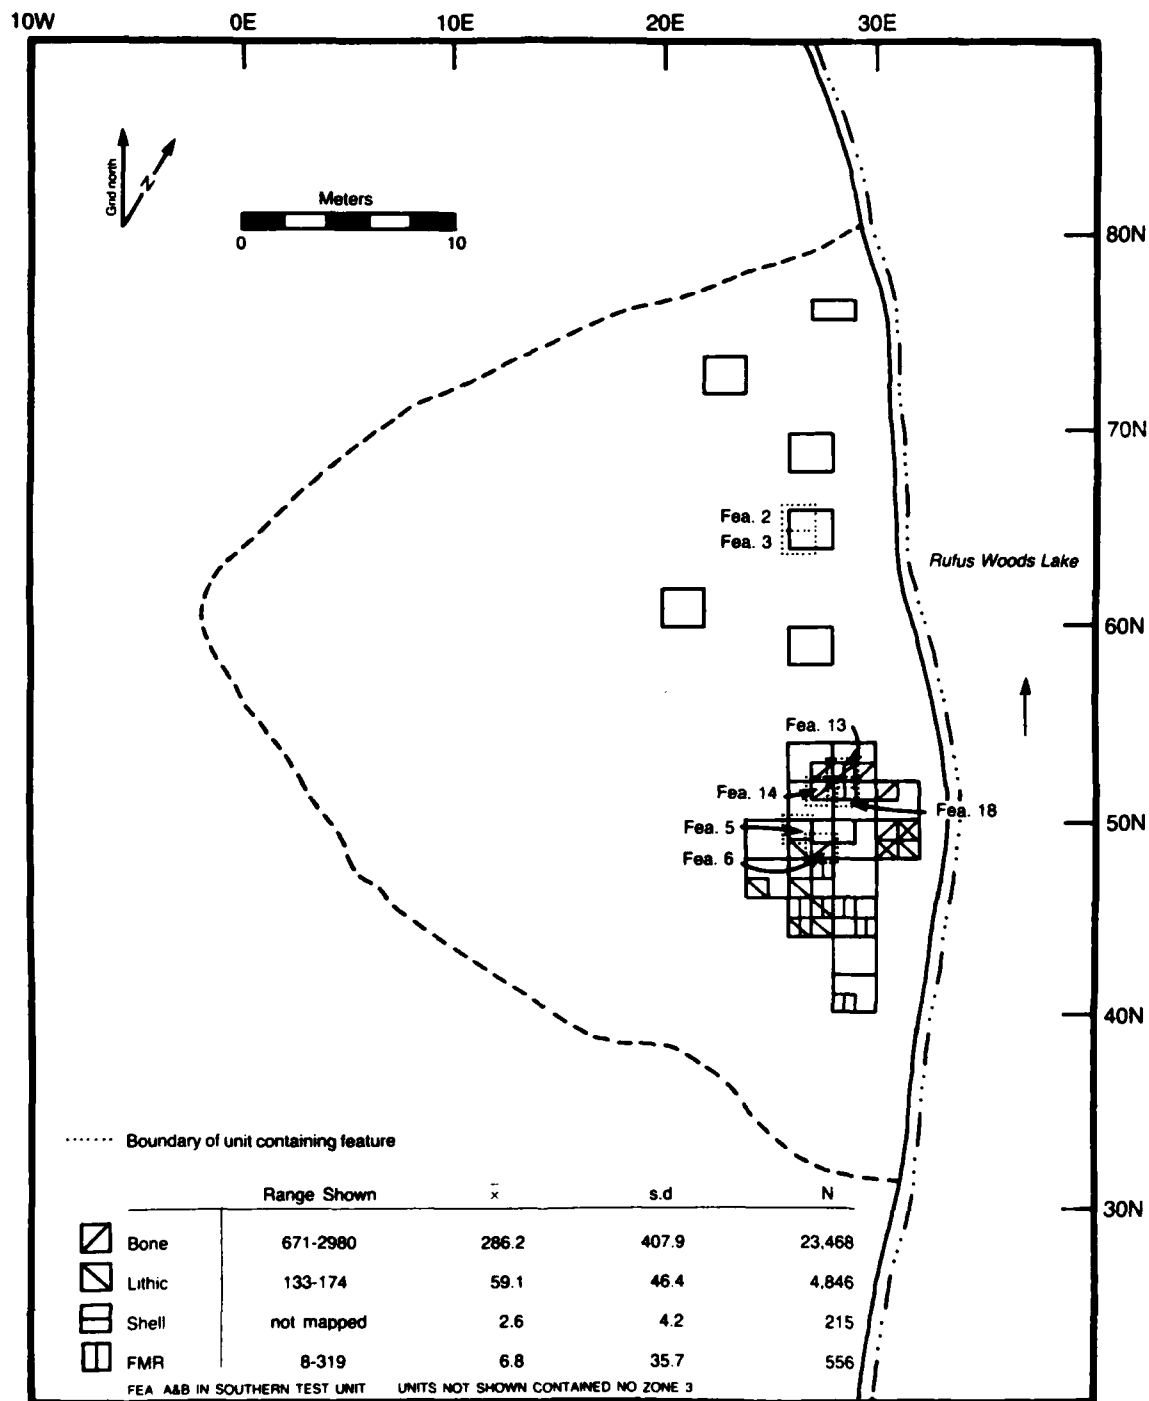 10W 0E 10E 20E 30E
Grid north
N
Meters
0 10
80N
70N
Fea. 2
Fea. 3
Rufus Woods Lake
60N
Fea. 13
Fea. 14
Fea. 18
50N
Fea. 5
Fea. 6
40N
Boundary of unit containing feature
Range Shown x̄ s.d N
30N
Bone 671-2980 286.2 407.9 23,468
Lithic 133-174 59.1 46.4 4,846
Shell not mapped 2.6 4.2 215
FMR 8-319 6.8 35.7 556
FEA A&B IN SOUTHERN TEST UNIT UNITS NOT SHOWN CONTAINED NO ZONE 3